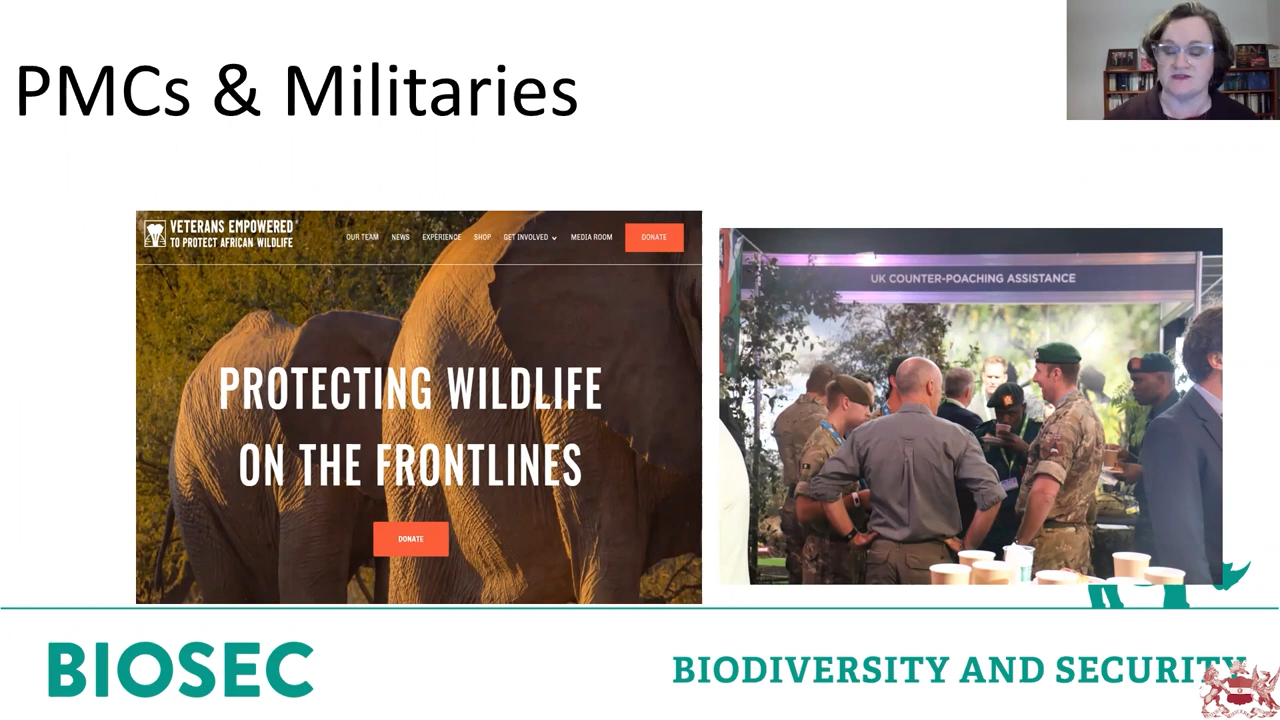 PMCs & Militaries
VETERANS EMPOWERED
TO PROTECT AFRICAN WILDLIFE
OUR TEAM NEWS EXPERIENCE SHOP GET INVOLVED MEDIA ROOM DONATE
PROTECTING WILDLIFE
ON THE FRONTLINES
DONATE
UK COUNTER-POACHING ASSISTANCE
BIOSEC
BIODIVERSITY AND SECURITY